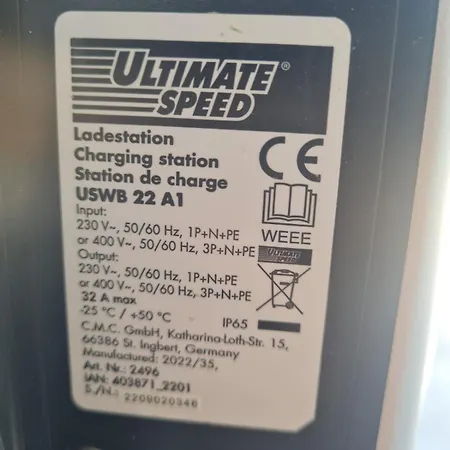 ULTIMATE SPEED®
Ladestation
Charging station
Station de charge
USWB 22 A1
CE
Input:
230 V~, 50/60 Hz, 1P+N+PE
or 400 V~, 50/60 Hz, 3P+N+PE
Output:
230 V~, 50/60 Hz, 1P+N+PE
or 400 V~, 50/60 Hz, 3P+N+PE
32 A max
-25 °C / +50 °C
WEEE
ULTIMATE SPEED
IP65
C.M.C. GmbH, Katharina-Loth-Str. 15,
66386 St. Ingbert, Germany
Manufactured: 2022/35,
Art. Nr.: 2496
IAN: 403871_2201
S./N.: 2209020346